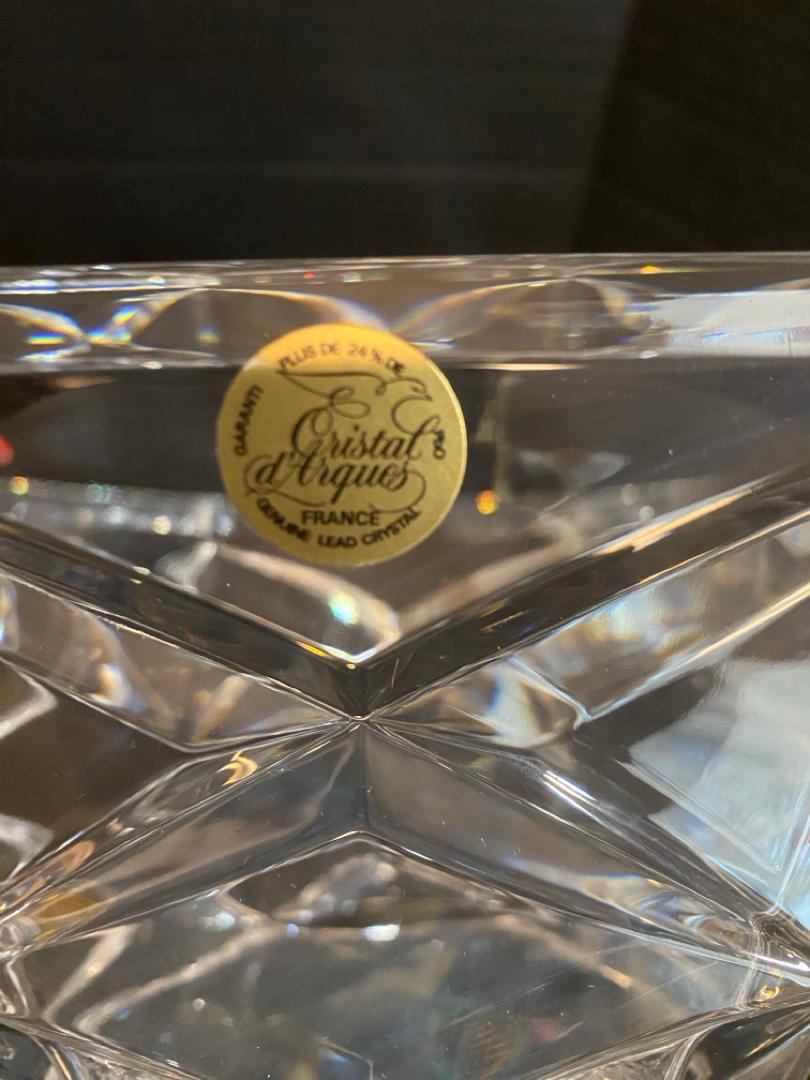 GARANTI PLUS DE 24 % DE PBO
Cristal
d'Arques
FRANCE
GENUINE LEAD CRYSTAL